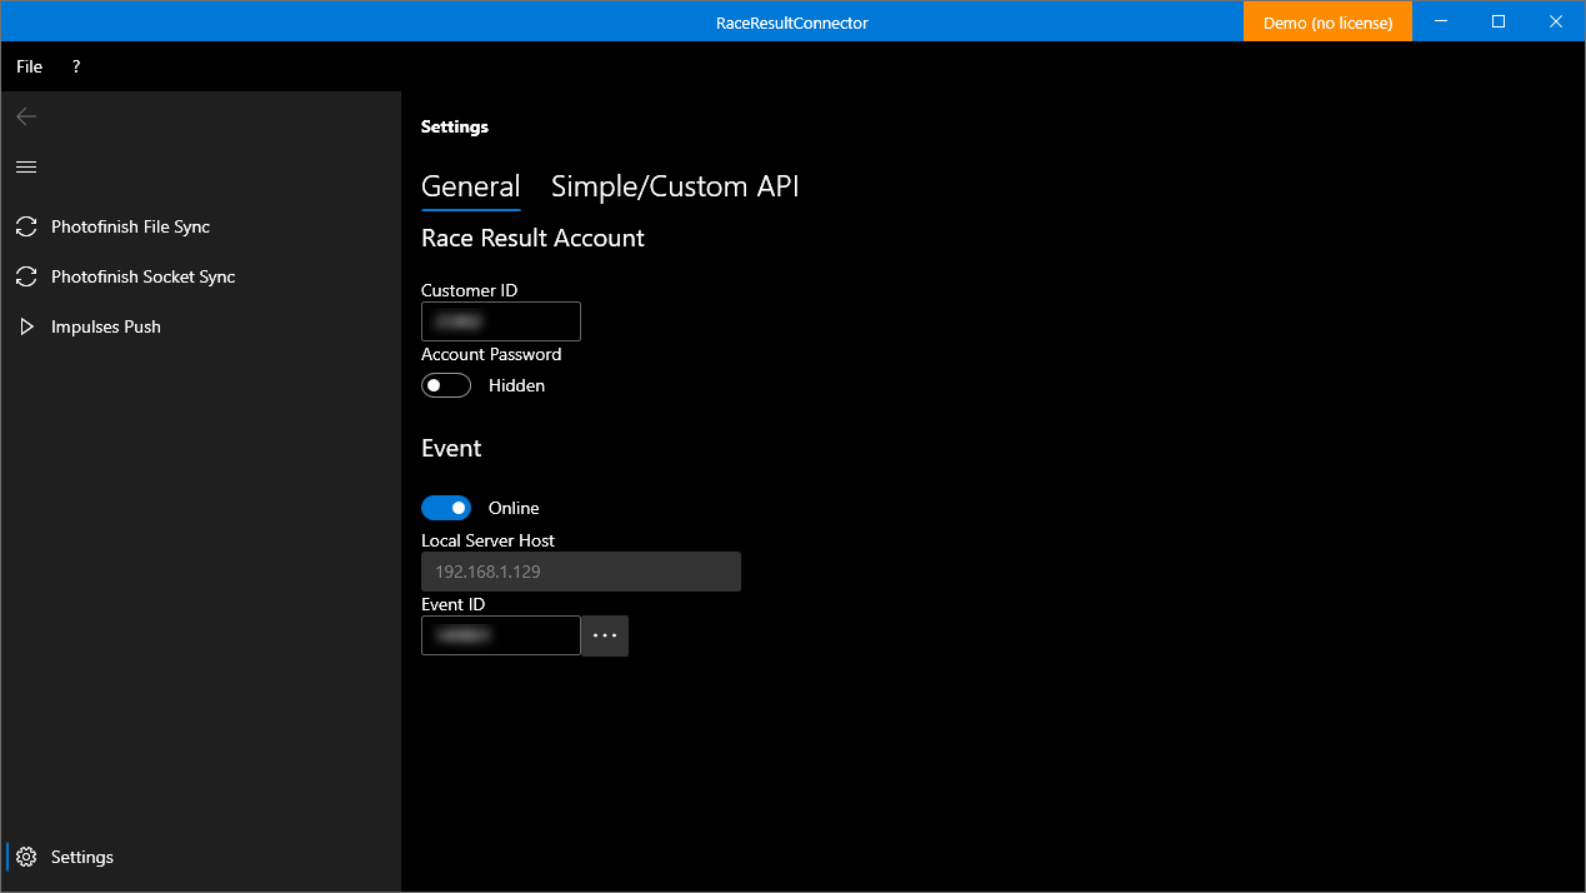 RaceResultConnector
Demo (no license)
File ?
Photofinish File Sync
Photofinish Socket Sync
Impulses Push
Settings
Settings
General Simple/Custom API
Race Result Account
Customer ID
Account Password
Hidden
Event
Online
Local Server Host
192.168.1.129
Event ID
...